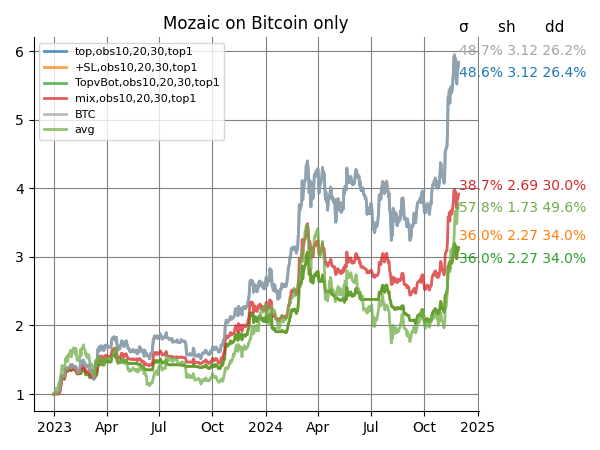 Mozaic on Bitcoin only
σ sh dd
6
5
4
3
2
1
top,obs10,20,30,top1
+SL,obs10,20,30,top1
TopvBot,obs10,20,30,top1
mix,obs10,20,30,top1
BTC
avg
48.7% 3.12 26.2%
48.6% 3.12 26.4%
38.7% 2.69 30.0%
57.8% 1.73 49.6%
36.0% 2.27 34.0%
36.0% 2.27 34.0%
2023 Apr Jul Oct 2024 Apr Jul Oct 2025